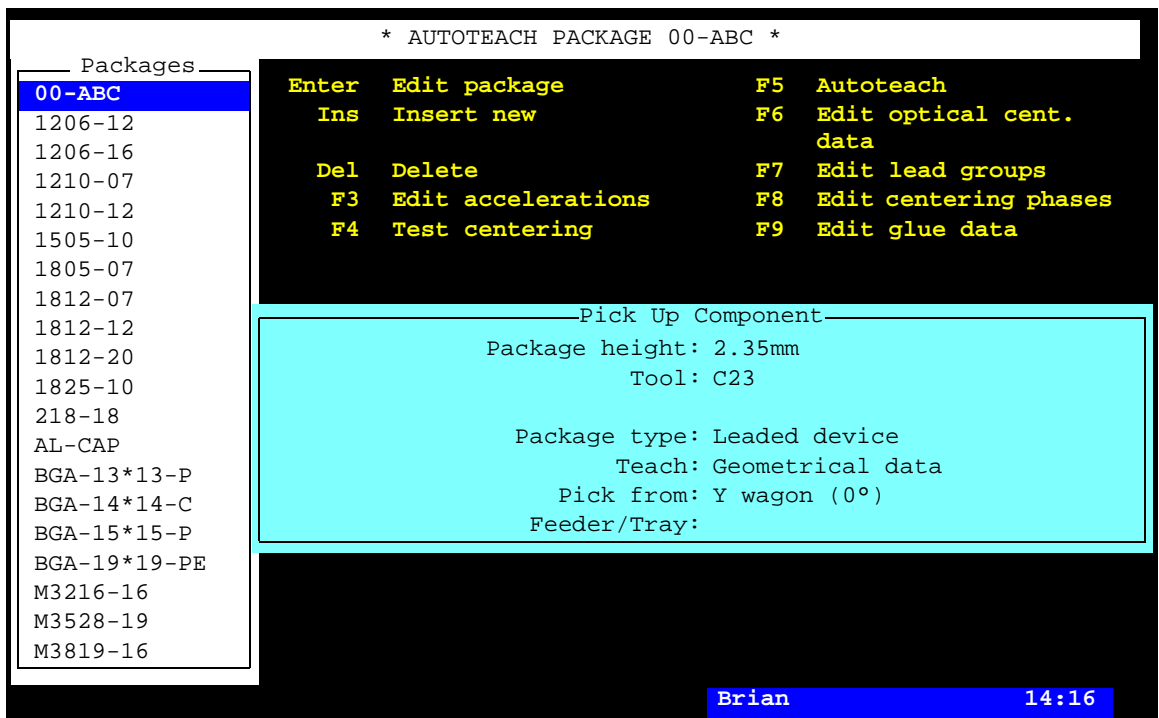 * AUTOTEACH PACKAGE 00-ABC *
Packages
00-ABC
1206-12
1206-16
1210-07
1210-12
1505-10
1805-07
1812-07
1812-12
1812-20
1825-10
218-18
AL-CAP
BGA-13*13-P
BGA-14*14-C
BGA-15*15-P
BGA-19*19-PE
M3216-16
M3528-19
M3819-16
Enter Edit package
Ins Insert new
Del Delete
F3 Edit accelerations
F4 Test centering
F5 Autoteach
F6 Edit optical cent.
data
F7 Edit lead groups
F8 Edit centering phases
F9 Edit glue data
Pick Up Component
Package height: 2.35mm
Tool: C23
Package type: Leaded device
Teach: Geometrical data
Pick from: Y wagon (0º)
Feeder/Tray:
Brian 14:16